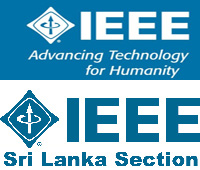 IEEE
Advancing Technology
for Humanity
IEEE
Sri Lanka Section